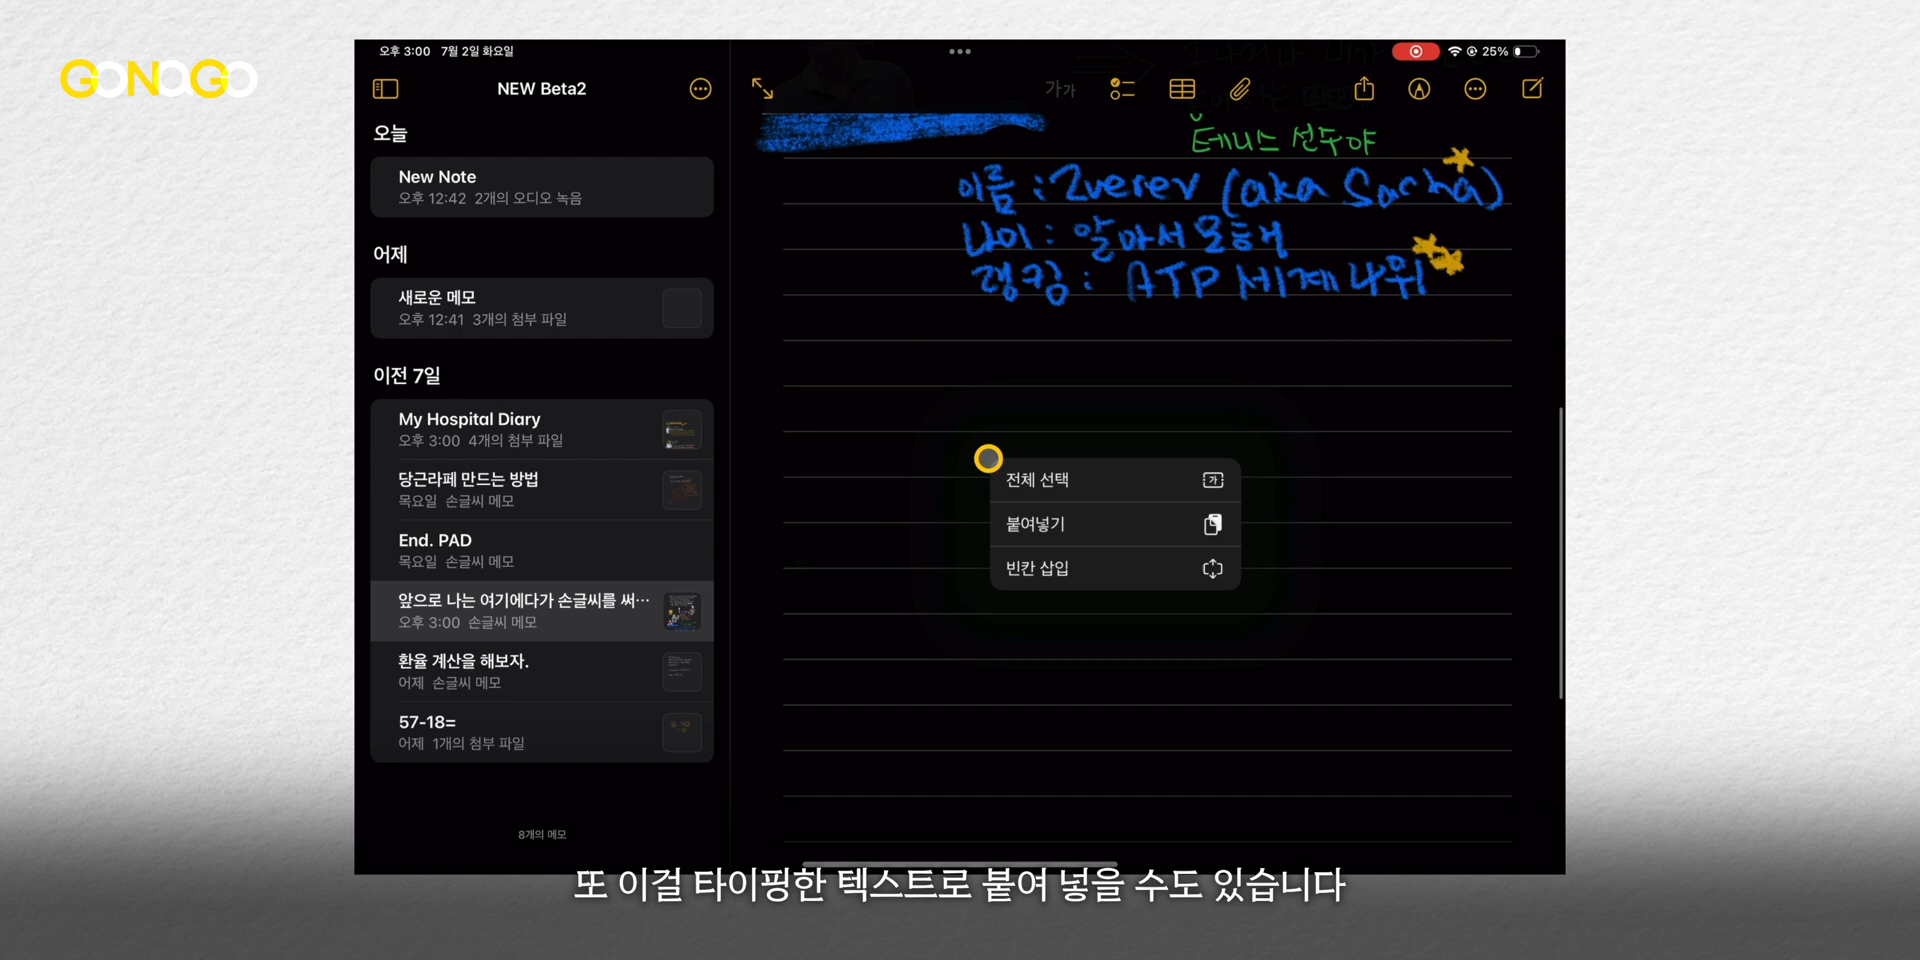 GONOGO
오후 3:00 7월 2일 화요일
25%
NEW Beta2
가가
오늘
New Note
오후 12:42 2개의 오디오 녹음
어제
새로운 메모
오후 12:41 3개의 첨부 파일
이전 7일
My Hospital Diary
오후 3:00 4개의 첨부 파일
당근라페 만드는 방법
목요일 손글씨 메모
End. PAD
목요일 손글씨 메모
앞으로 나는 여기에다가 손글씨를 써…
오후 3:00 손글씨 메모
환율 계산을 해보자.
어제 손글씨 메모
57-18=
어제 1개의 첨부 파일
8개의 메모
테니스 선수야
이름 : Zverev (aka Sacha)
나이 : 알아서 모해
랭킹 : ATP 세계 나위
전체 선택
가
붙여넣기
빈칸 삽입
또 이걸 타이핑한 텍스트로 붙여 넣을 수도 있습니다